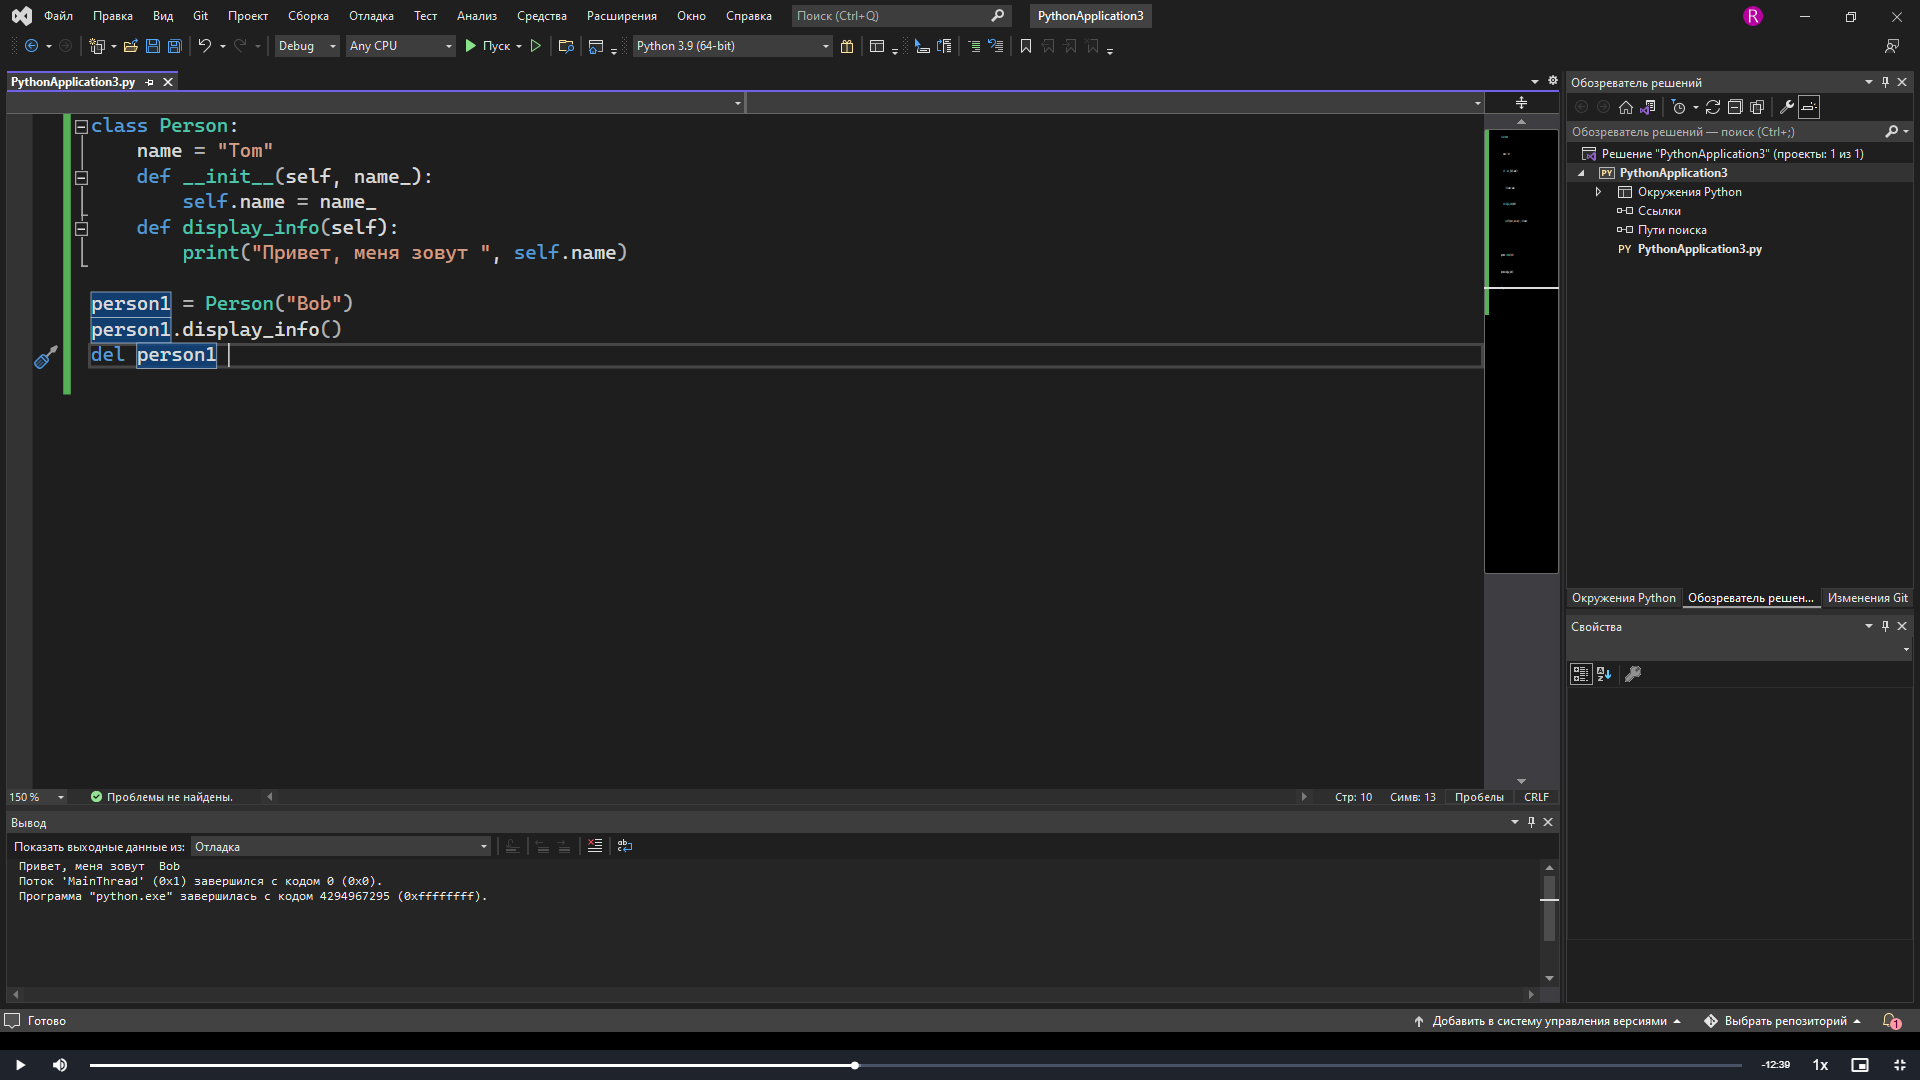 Файл Правка Вид Git Проект Сборка Отладка Тест Анализ Средства Расширения Окно Справка Поиск (Ctrl+Q) PythonApplication3 R
Debug Any CPU Пуск Python 3.9 (64-bit)
PythonApplication3.py
class Person:
name = "Tom"
def __init__(self, name_):
self.name = name_
def display_info(self):
print("Привет, меня зовут ", self.name)
person1 = Person("Bob")
person1.display_info()
del person1
150 % Проблемы не найдены. Стр: 10 Симв: 13 Пробелы CRLF
Вывод
Показать выходные данные из: Отладка
Привет, меня зовут  Bob
Поток 'MainThread' (0x1) завершился с кодом 0 (0x0).
Программа "python.exe" завершилась с кодом 4294967295 (0xffffffff).
Обозреватель решений
Обозреватель решений — поиск (Ctrl+;)
Решение "PythonApplication3" (проекты: 1 из 1)
PY PythonApplication3
Окружения Python
Ссылки
Пути поиска
PY PythonApplication3.py
Окружения Python Обозреватель решен... Изменения Git
Свойства
Готово Добавить в систему управления версиями Выбрать репозиторий 1
-12:39 1x